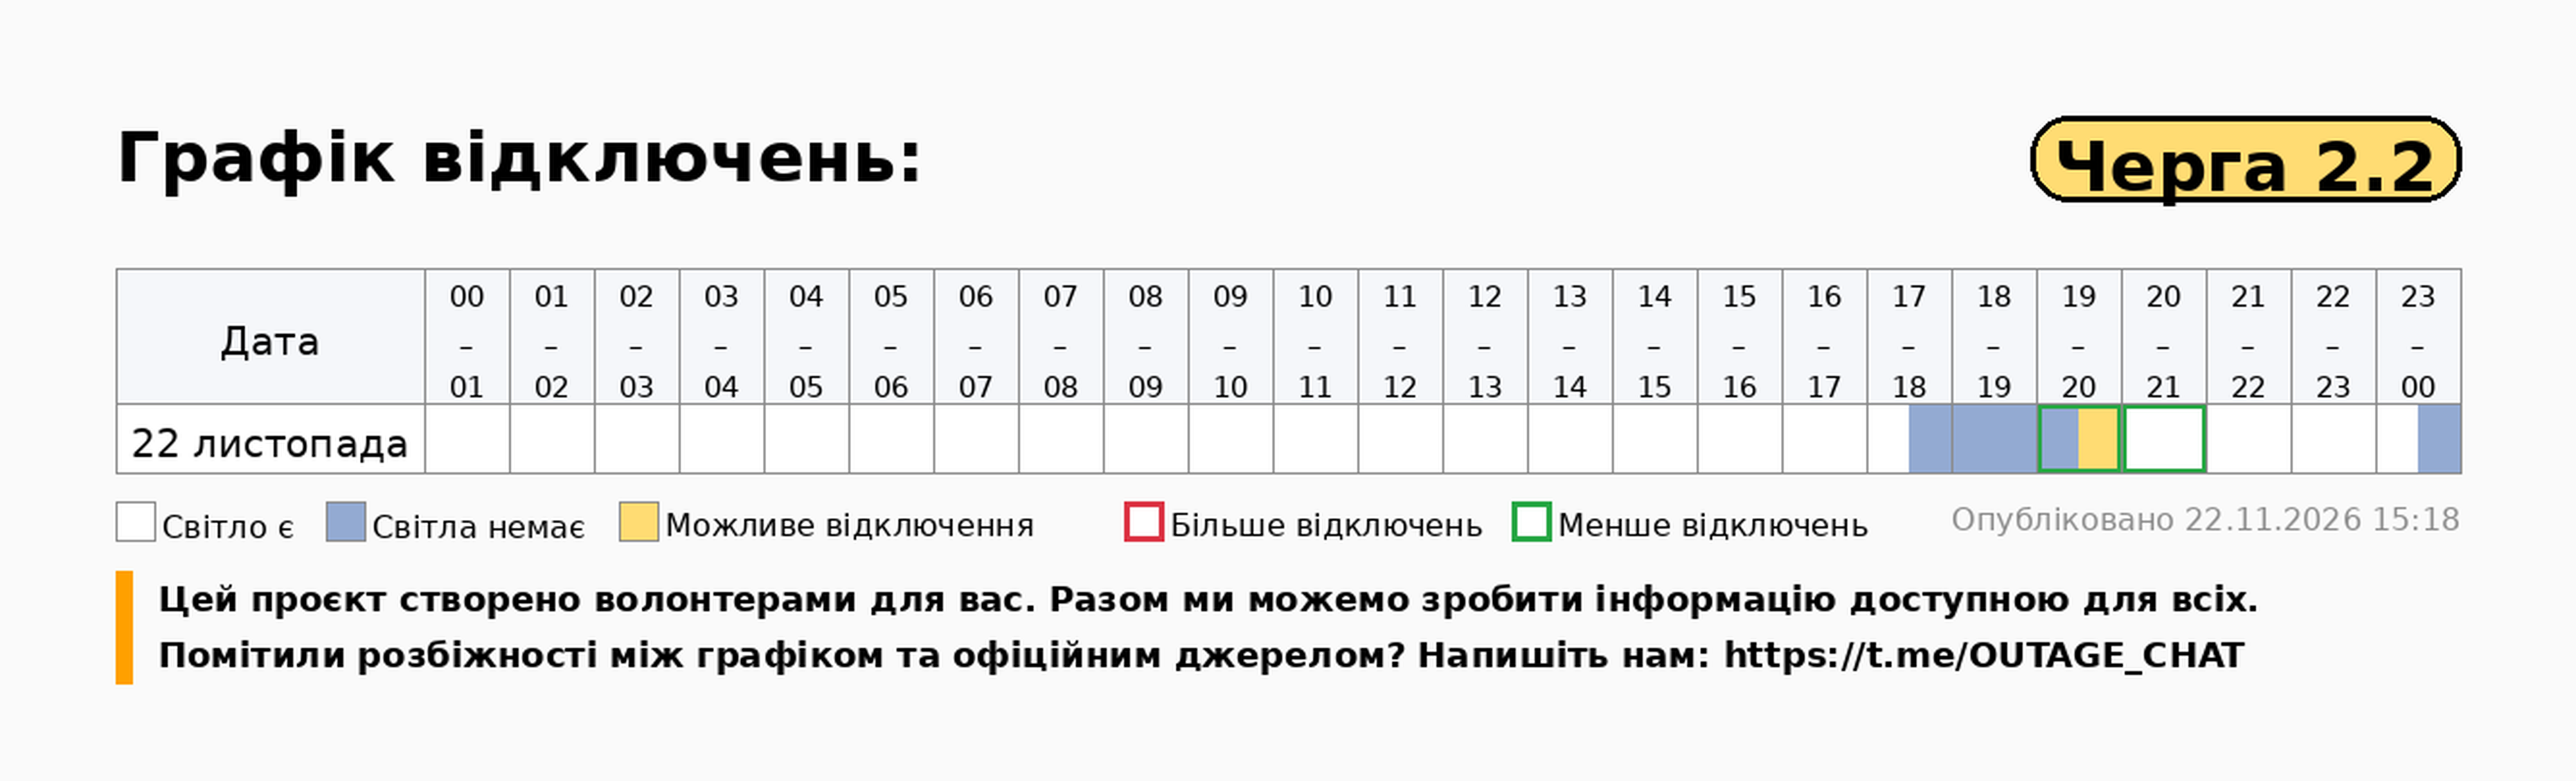 Графік відключень:
Черга 2.2
Дата
00 – 01
01 – 02
02 – 03
03 – 04
04 – 05
05 – 06
06 – 07
07 – 08
08 – 09
09 – 10
10 – 11
11 – 12
12 – 13
13 – 14
14 – 15
15 – 16
16 – 17
17 – 18
18 – 19
19 – 20
20 – 21
21 – 22
22 – 23
23 – 00
22 листопада
Світло є
Світла немає
Можливе відключення
Більше відключень
Менше відключень
Опубліковано 22.11.2026 15:18
Цей проєкт створено волонтерами для вас. Разом ми можемо зробити інформацію доступною для всіх.
Помітили розбіжності між графіком та офіційним джерелом? Напишіть нам: https://t.me/OUTAGE_CHAT